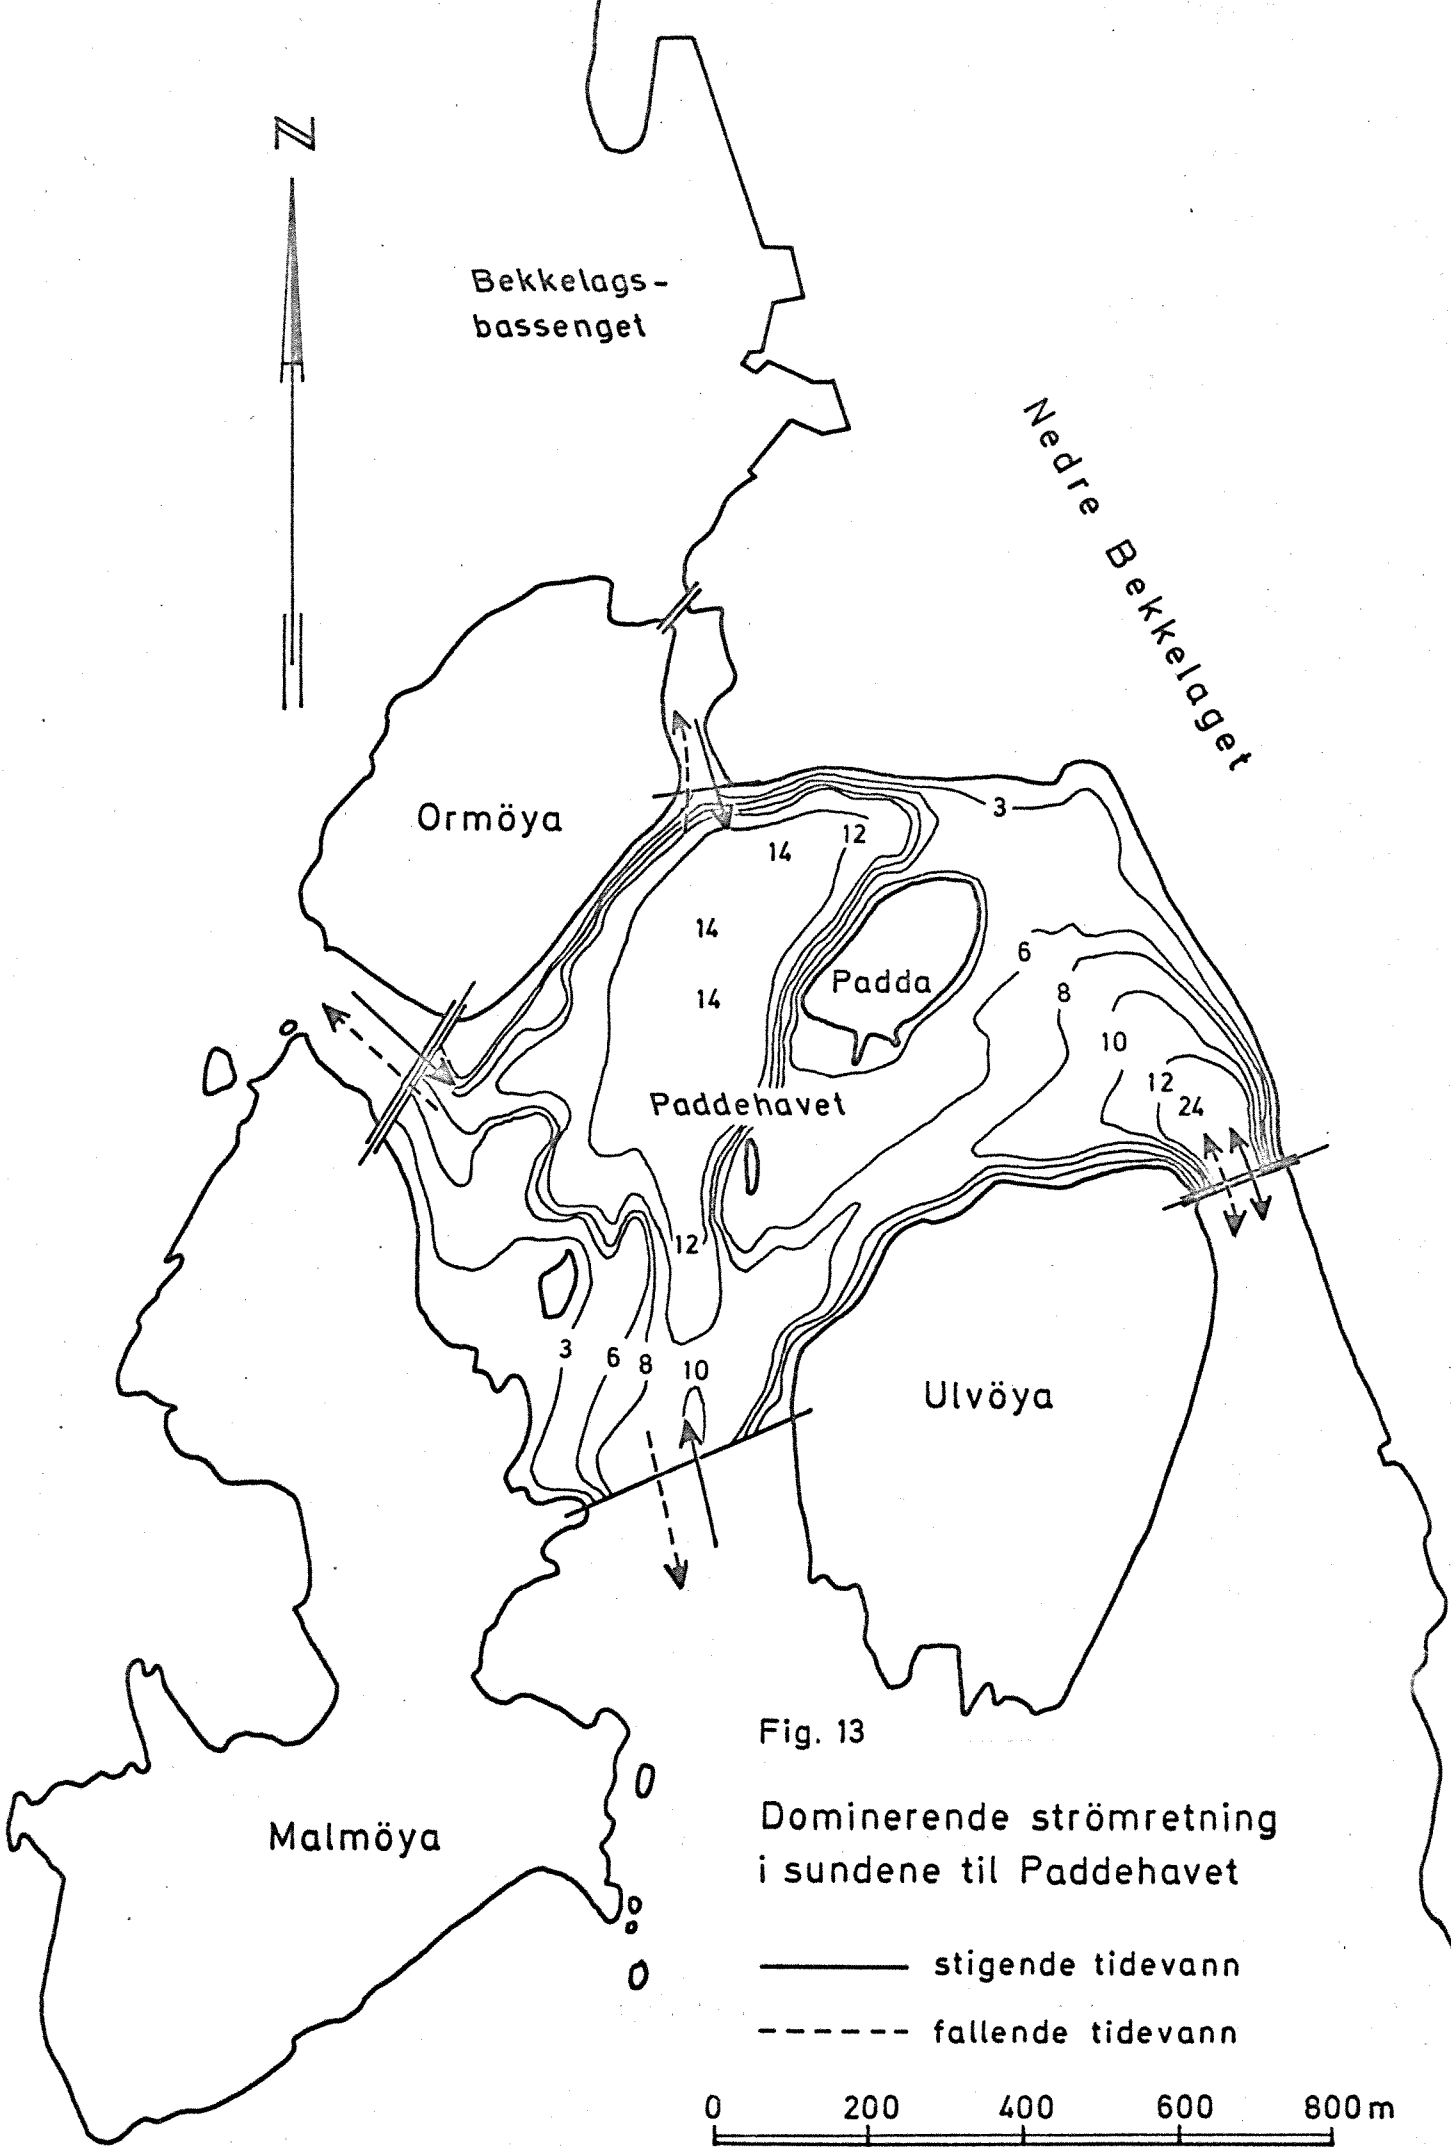 N
Bekkelags-
bassenget
Nedre Bekkelaget
Ormöya
3
12
14
14
6
Padda
8
14
10
12
Paddehavet
24
12
3
6
8
10
Ulvöya
Fig. 13
Dominerende strömretning
Malmöya
i sundene til Paddehavet
stigende tidevann
fallende tidevann
0 200 400 600 800 m